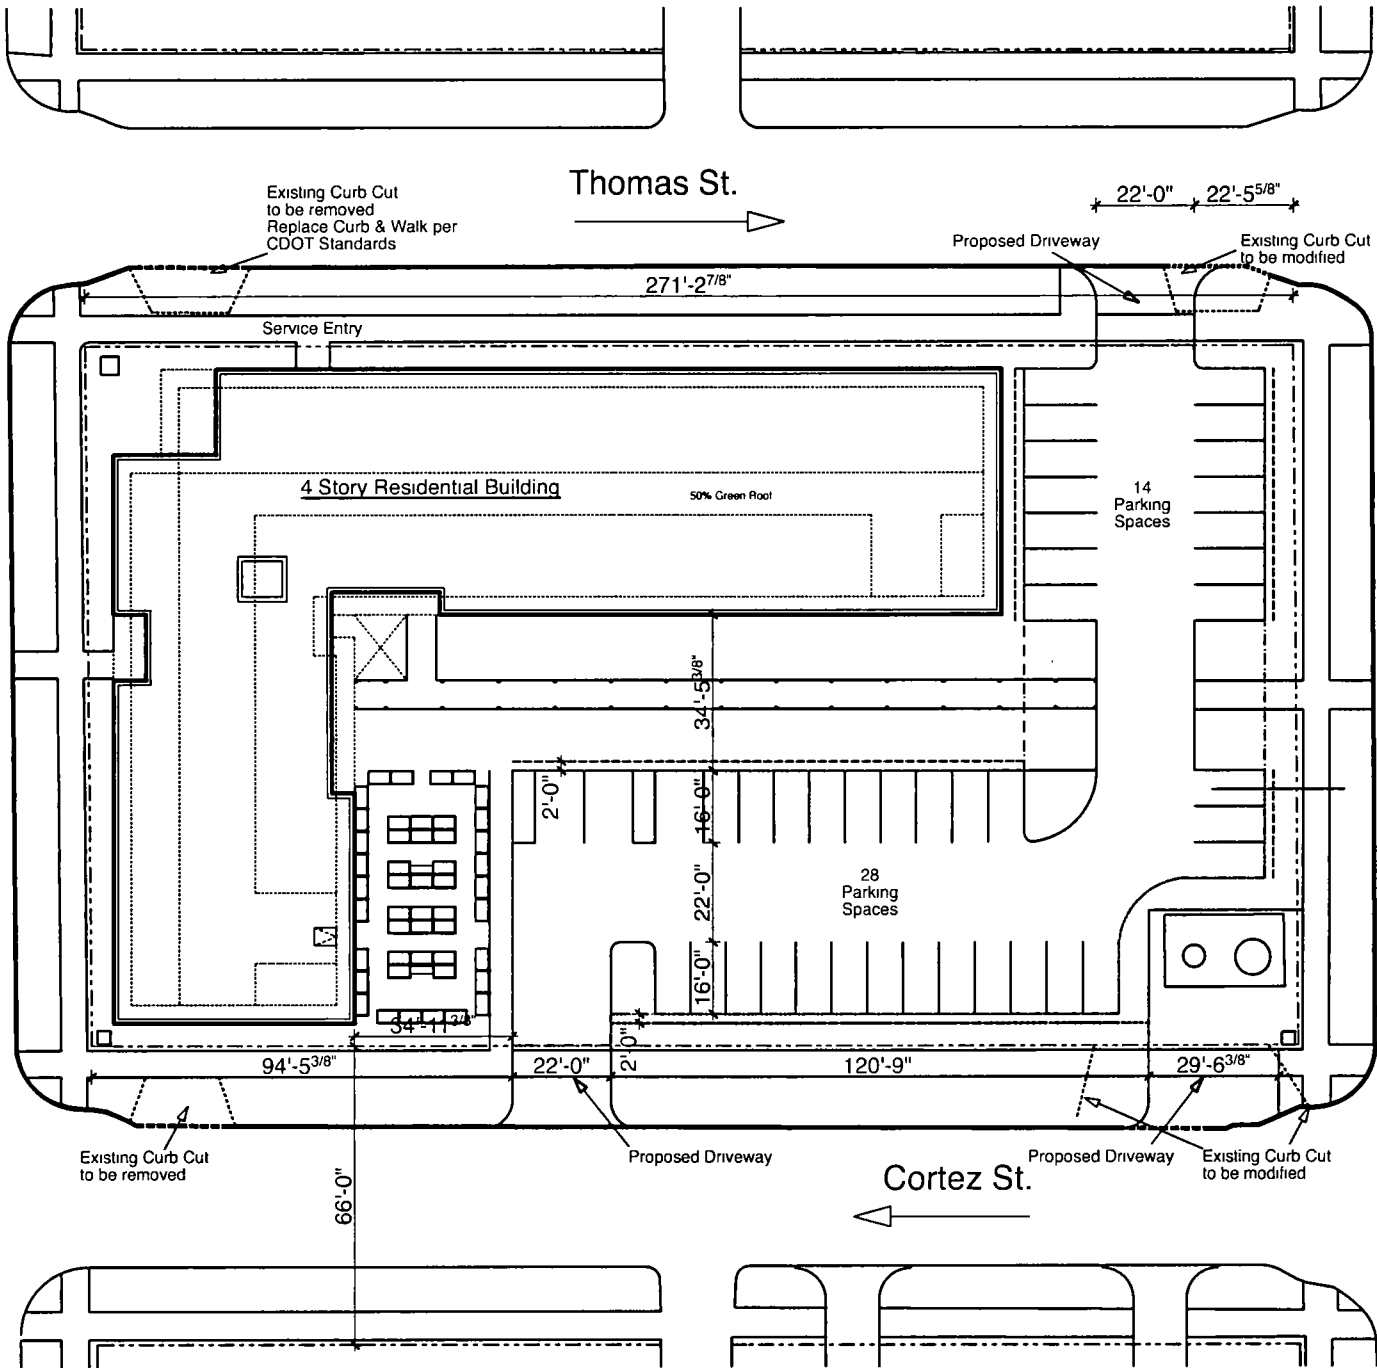 Thomas St.
Existing Curb Cut
to be removed
Replace Curb & Walk per
CDOT Standards
22'-0"
22'-5 5/8"
Proposed Driveway
Existing Curb Cut
to be modified
271'-2 7/8"
Service Entry
4 Story Residential Building
50% Green Roof
14
Parking
Spaces
34'-5 3/8"
2'-0"
16'-0"
28
Parking
Spaces
22'-0"
16'-0"
34'-11 3/8"
2'-0"
94'-5 3/8"
22'-0"
120'-9"
29'-6 3/8"
Existing Curb Cut
to be removed
Proposed Driveway
Proposed Driveway
Existing Curb Cut
to be modified
Cortez St.
66'-0"